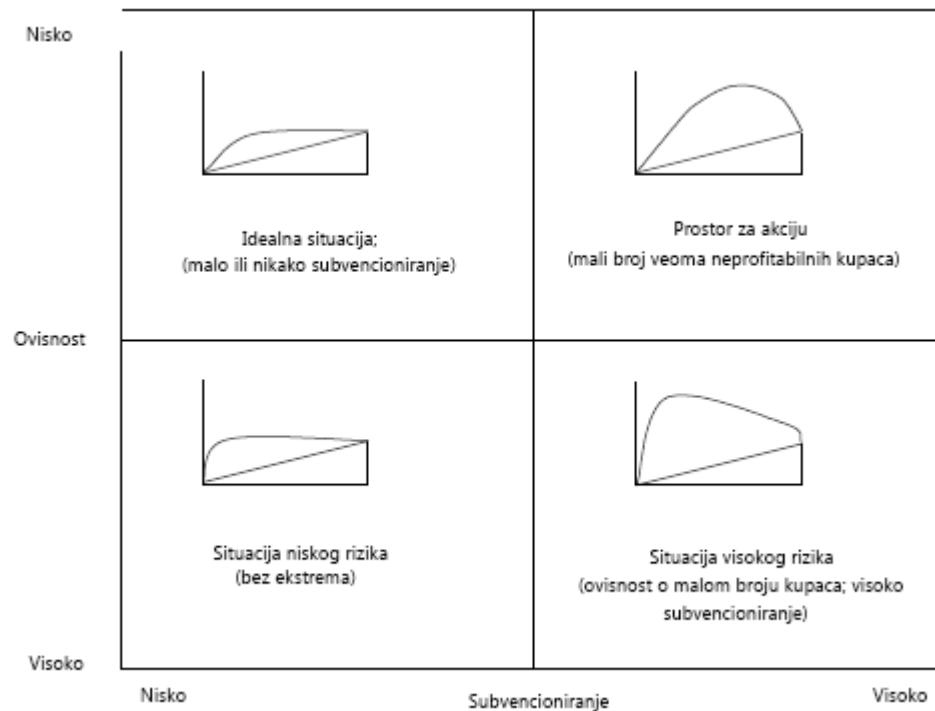 Nisko
Idealna situacija;
(malo ili nikako subvencioniranje)
Prostor za akciju
(mali broj veoma neprofitabilnih kupaca)
Ovisnost
Situacija niskog rizika
(bez ekstrema)
Situacija visokog rizika
(ovisnost o malom broju kupaca; visoko
subvencioniranje)
Visoko
Nisko
Subvencioniranje
Visoko